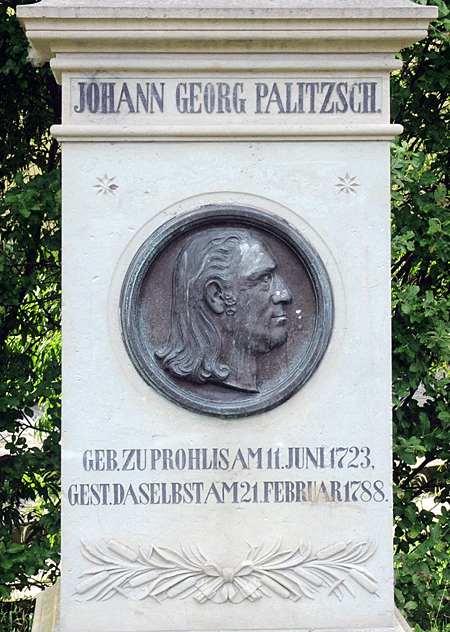 JOHANN GEORG PALITZSCH.
GEB. ZU PROHLIS AM 11. JUNI 1723,
GEST. DASELBST AM 21. FEBRUAR 1788.